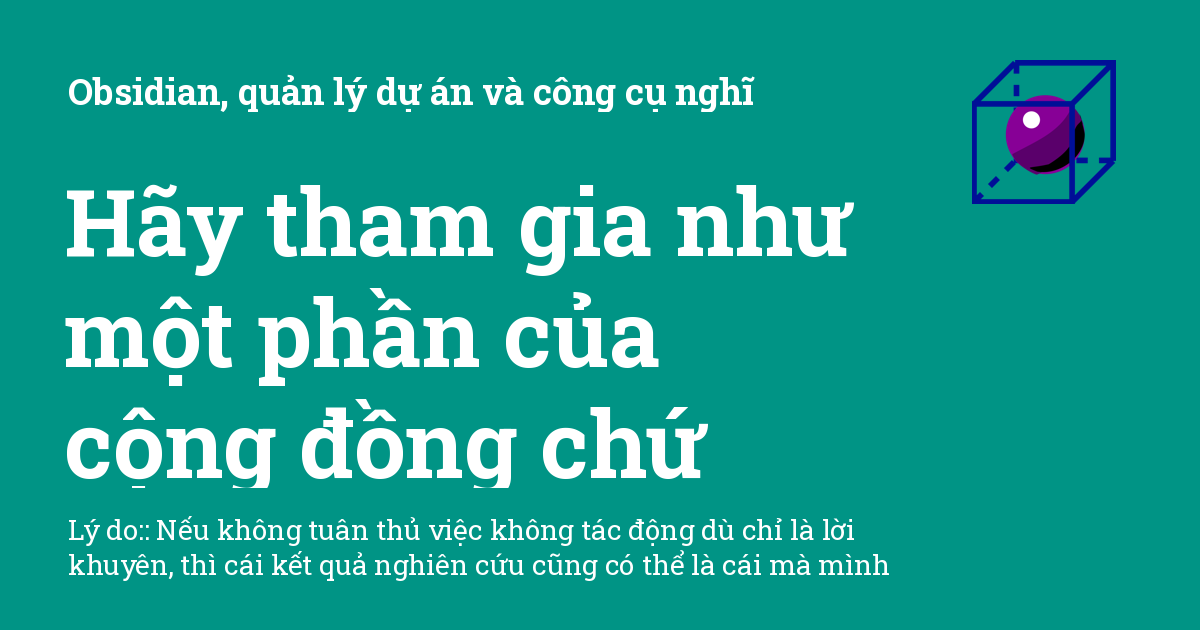 Obsidian, quản lý dự án và công cụ nghĩ
Hãy tham gia như
một phần của
cộng đồng chứ
Lý do:: Nếu không tuân thủ việc không tác động dù chỉ là lời
khuyên, thì cái kết quả nghiên cứu cũng có thể là cái mà mình